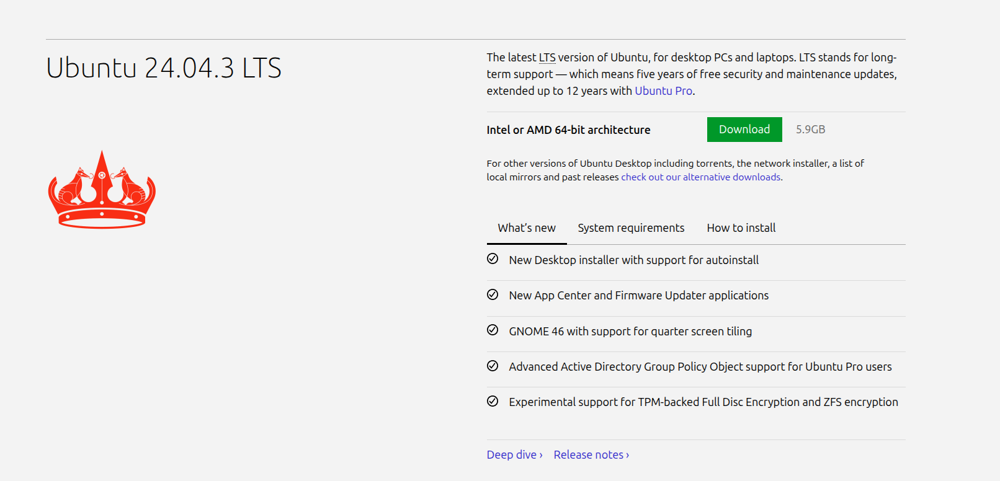 Ubuntu 24.04.3 LTS
The latest LTS version of Ubuntu, for desktop PCs and laptops. LTS stands for long-
term support — which means five years of free security and maintenance updates,
extended up to 12 years with Ubuntu Pro.
Intel or AMD 64-bit architecture Download 5.9GB
For other versions of Ubuntu Desktop including torrents, the network installer, a list of
local mirrors and past releases check out our alternative downloads.
What’s new System requirements How to install
New Desktop installer with support for autoinstall
New App Center and Firmware Updater applications
GNOME 46 with support for quarter screen tiling
Advanced Active Directory Group Policy Object support for Ubuntu Pro users
Experimental support for TPM-backed Full Disc Encryption and ZFS encryption
Deep dive › Release notes ›